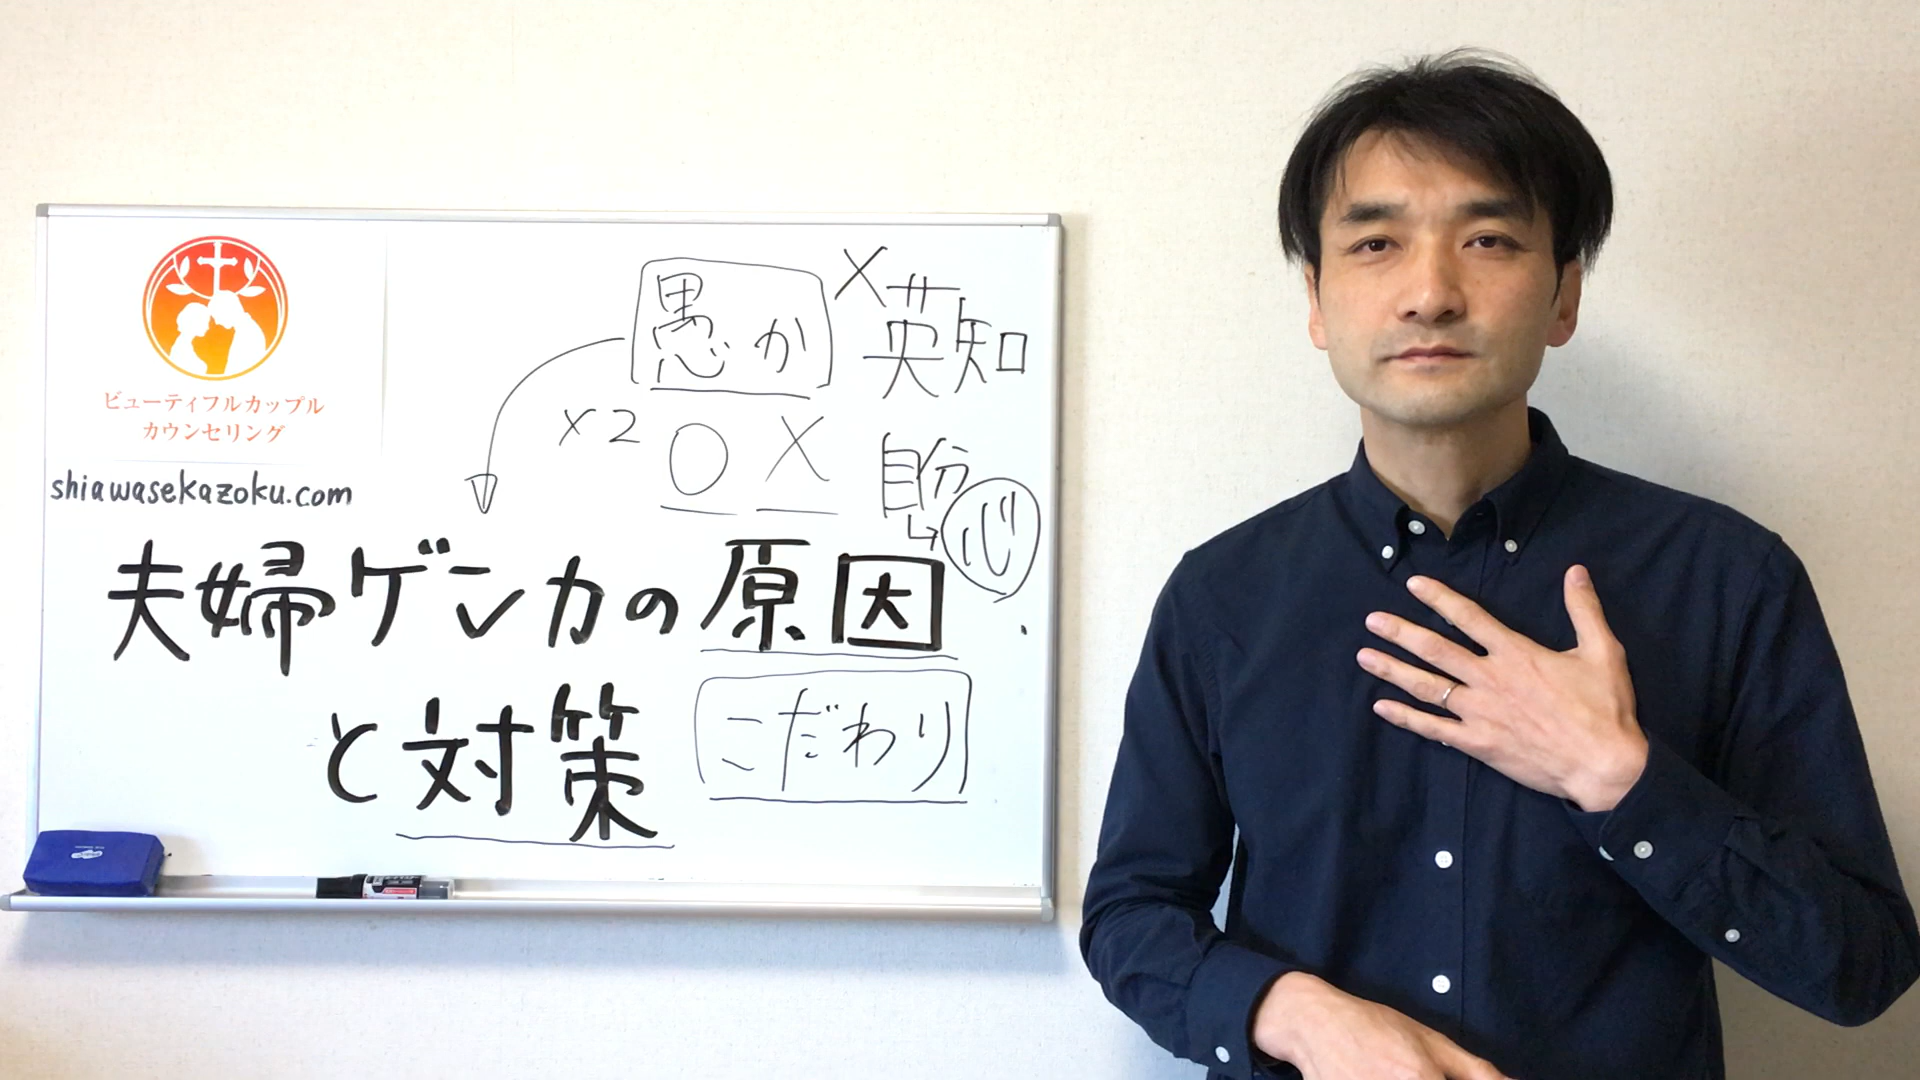 ビューティフルカップル
カウンセリング
shiawasekazoku.com
愚か
×英知
×2
○ ×
自分
心
夫婦ゲンカの原因
と対策
こだわり